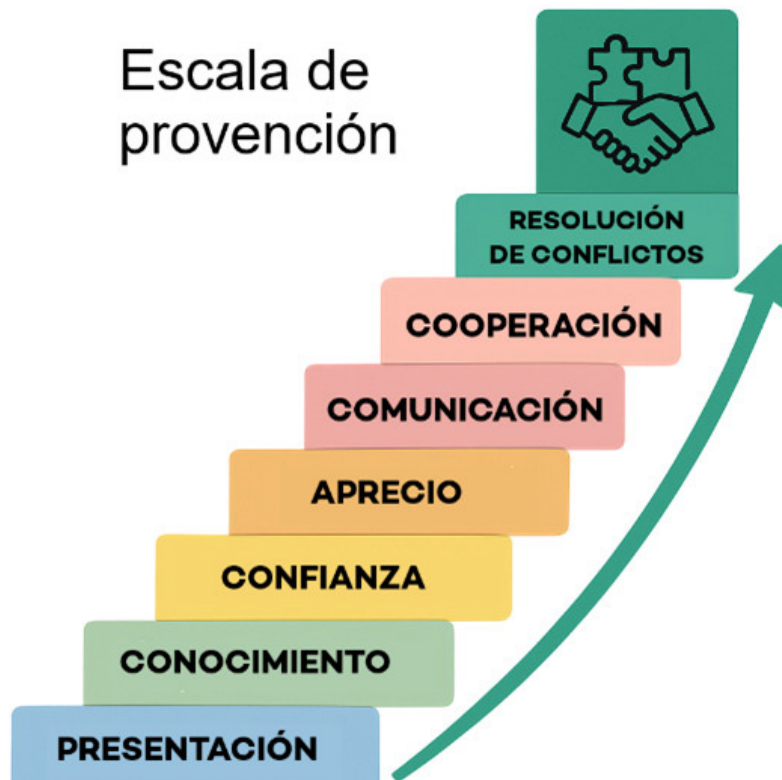 Escala de
provención
RESOLUCIÓN
DE CONFLICTOS
COOPERACIÓN
COMUNICACIÓN
APRECIO
CONFIANZA
CONOCIMIENTO
PRESENTACIÓN